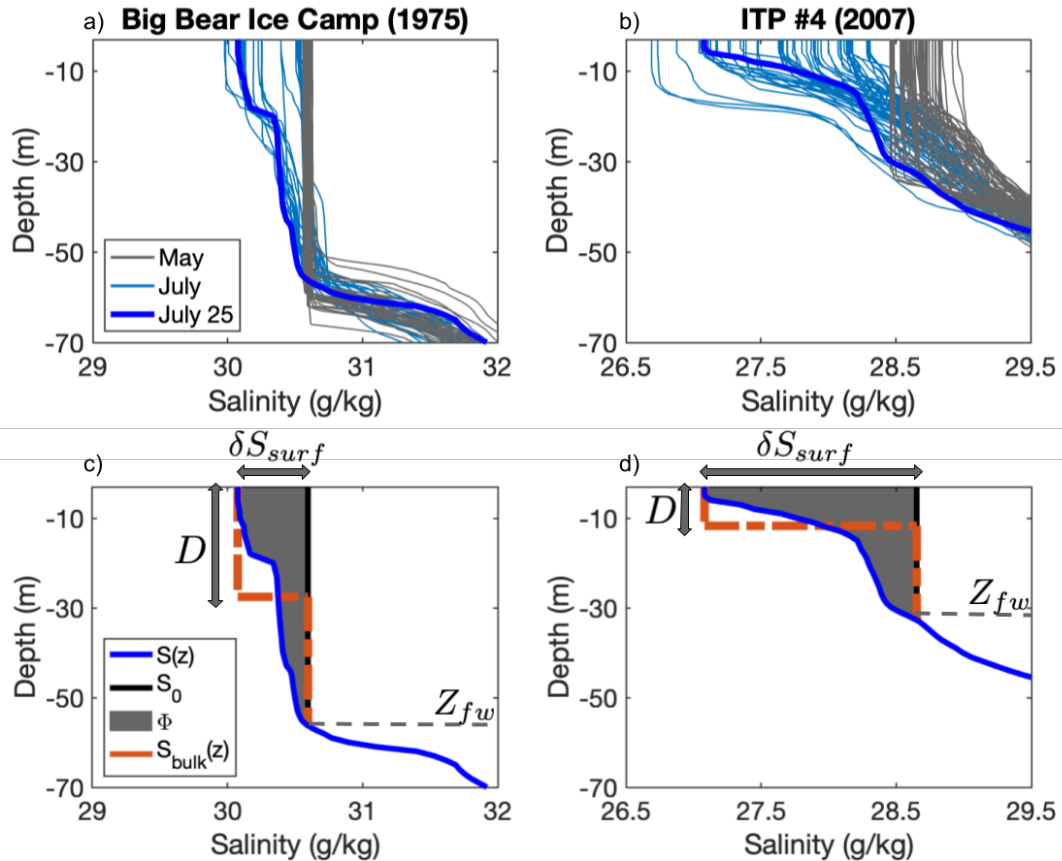 a) Big Bear Ice Camp (1975)
b) ITP #4 (2007)
-10
-30
-50
-70
Depth (m)
May
July
July 25
29 30 31 32
Salinity (g/kg)
-10
-30
-50
-70
Depth (m)
26.5 27.5 28.5 29.5
Salinity (g/kg)
c) δS_surf
D
-10
-30
-50
-70
Depth (m)
S(z)
S_0
Φ
S_bulk(z)
Z_fw
29 30 31 32
Salinity (g/kg)
d) δS_surf
D
-10
-30
-50
-70
Depth (m)
Z_fw
26.5 27.5 28.5 29.5
Salinity (g/kg)